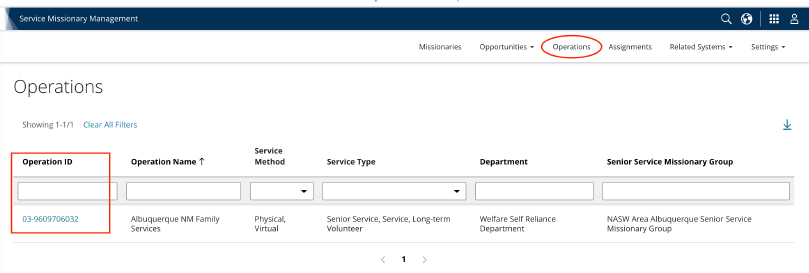 Service Missionary Management
Missionaries Opportunities Operations Assignments Related Systems Settings
Operations
Showing 1-1/1 Clear All Filters
Operation ID Operation Name ↑ Service Method Service Type Department Senior Service Missionary Group
03-9609706032 Albuquerque NM Family Services Physical, Virtual Senior Service, Service, Long-term Volunteer Welfare Self Reliance Department NASW Area Albuquerque Senior Service Missionary Group
< 1 >